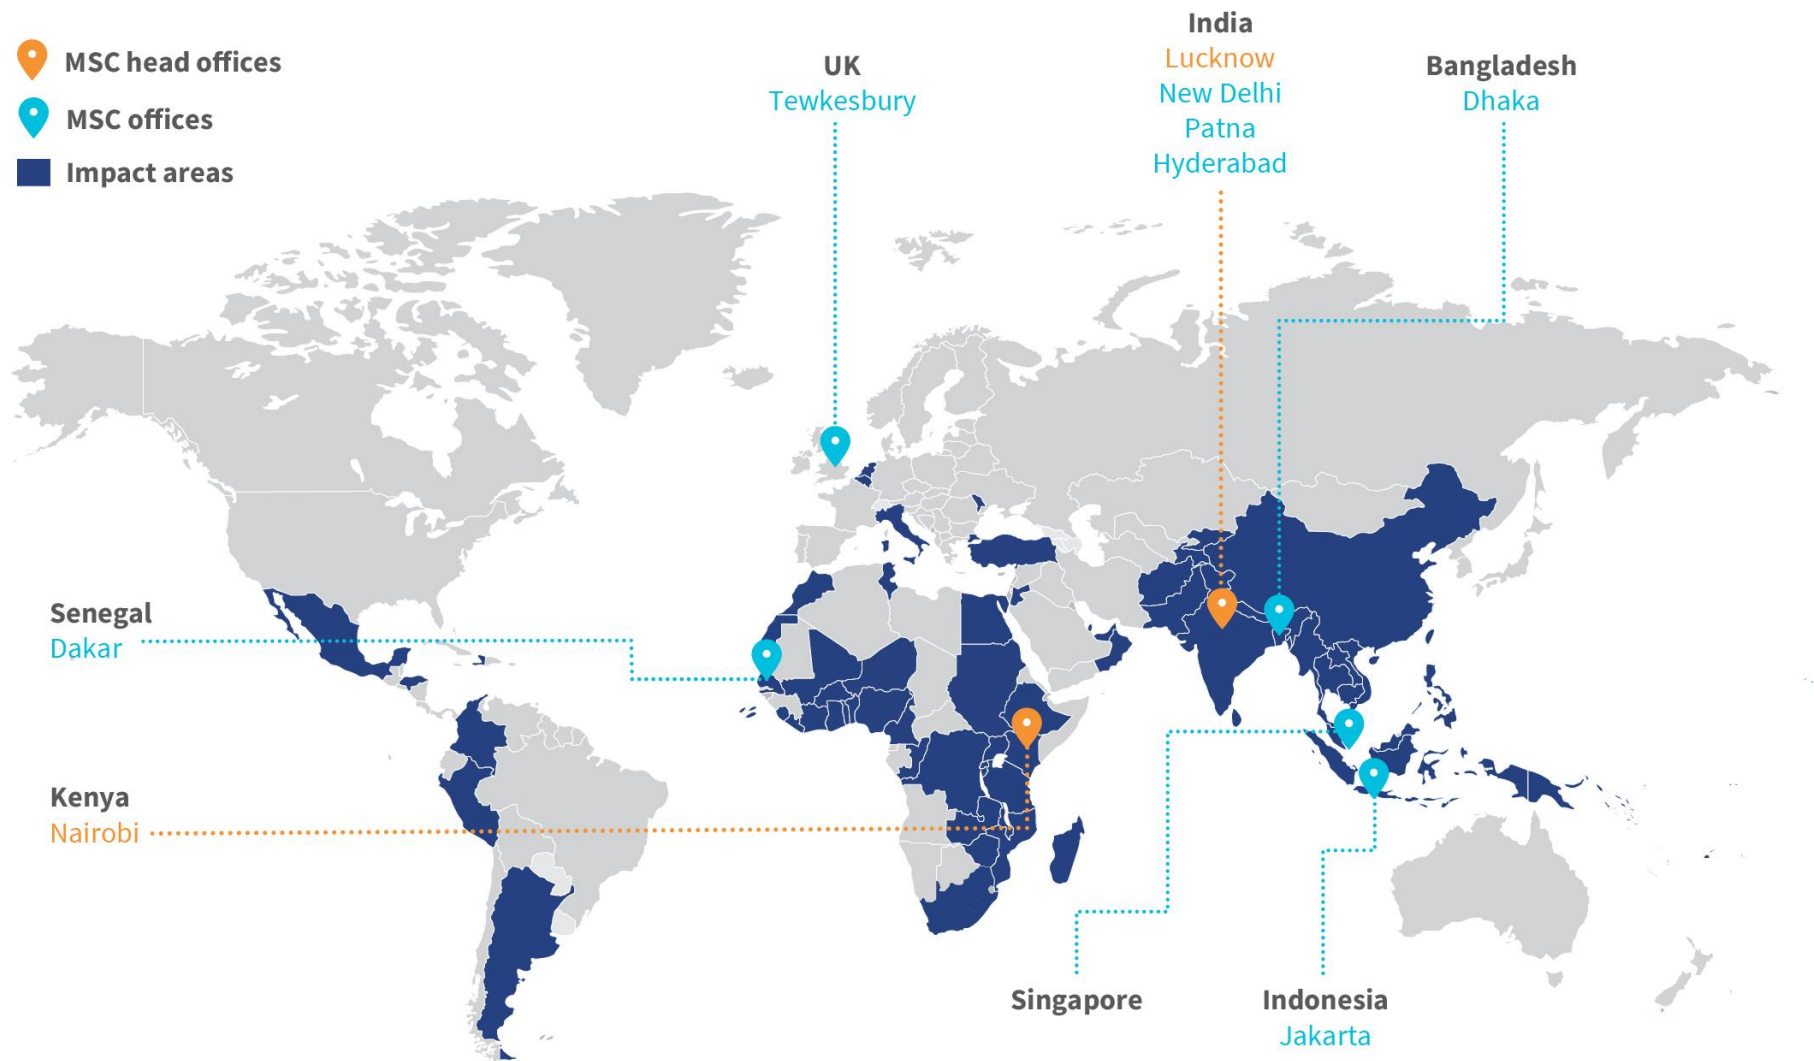 MSC head offices
MSC offices
Impact areas
UK
Tewkesbury
India
Lucknow
New Delhi
Patna
Hyderabad
Bangladesh
Dhaka
Senegal
Dakar
Kenya
Nairobi
Singapore
Indonesia
Jakarta